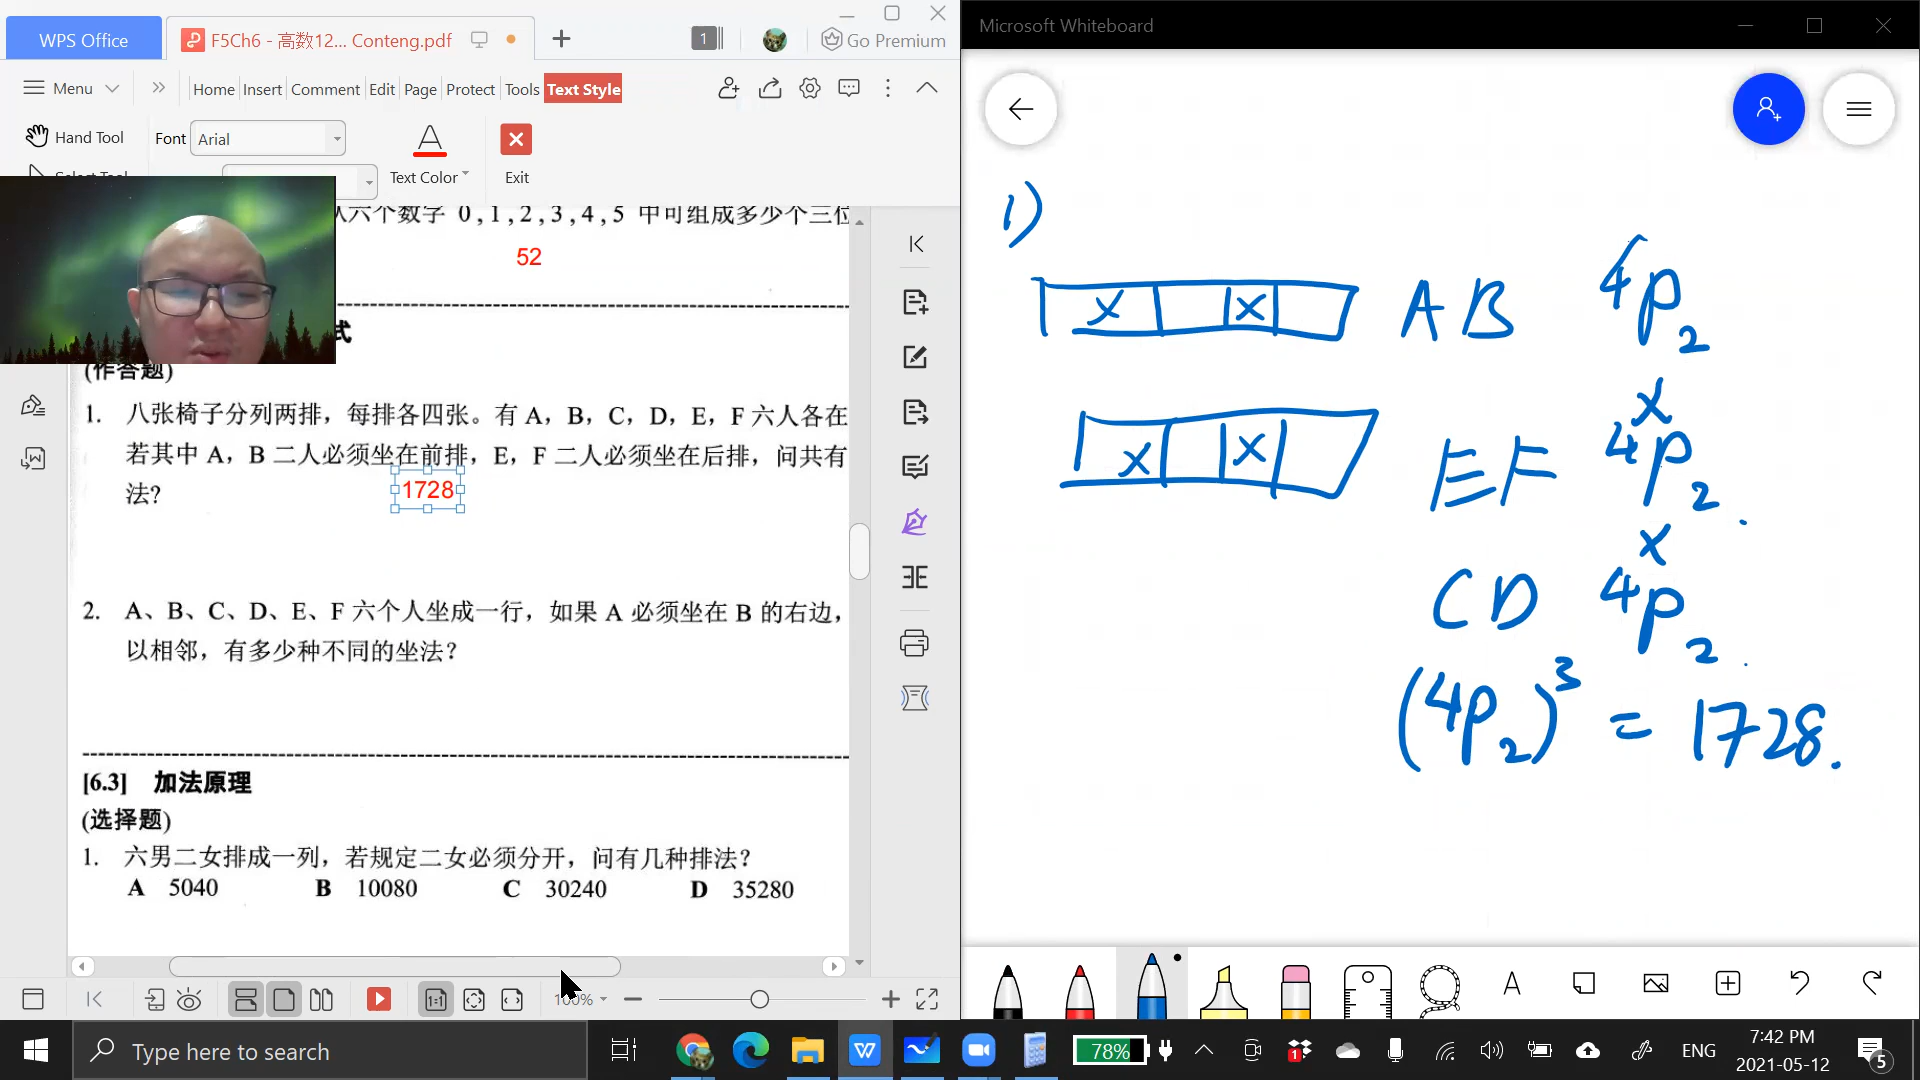 WPS Office
F5Ch6 - 高数12... Conteng.pdf
1
Go Premium
Microsoft Whiteboard
Menu
Home Insert Comment Edit Page Protect Tools Text Style
Hand Tool
Font Arial
Select Tool
Text Color
Exit
六个数字 0,1,2,3,4,5 中可组成多少个三位
52
式
(作答题)
1. 八张椅子分列两排，每排各四张。有 A，B，C，D，E，F 六人各在
若其中 A，B 二人必须坐在前排，E，F 二人必须坐在后排，问共有
法？
1728
2. A、B、C、D、E、F 六个人坐成一行，如果 A 必须坐在 B 的右边，
以相邻，有多少种不同的坐法？
[6.3] 加法原理
(选择题)
1. 六男二女排成一列，若规定二女必须分开，问有几种排法？
A 5040 B 10080 C 30240 D 35280
100%
1)
x x A B 4P2
x
x x E F 4P2
x
C D 4P2
(4P2)^3 = 1728.
Type here to search
78%
ENG
7:42 PM
2021-05-12
5